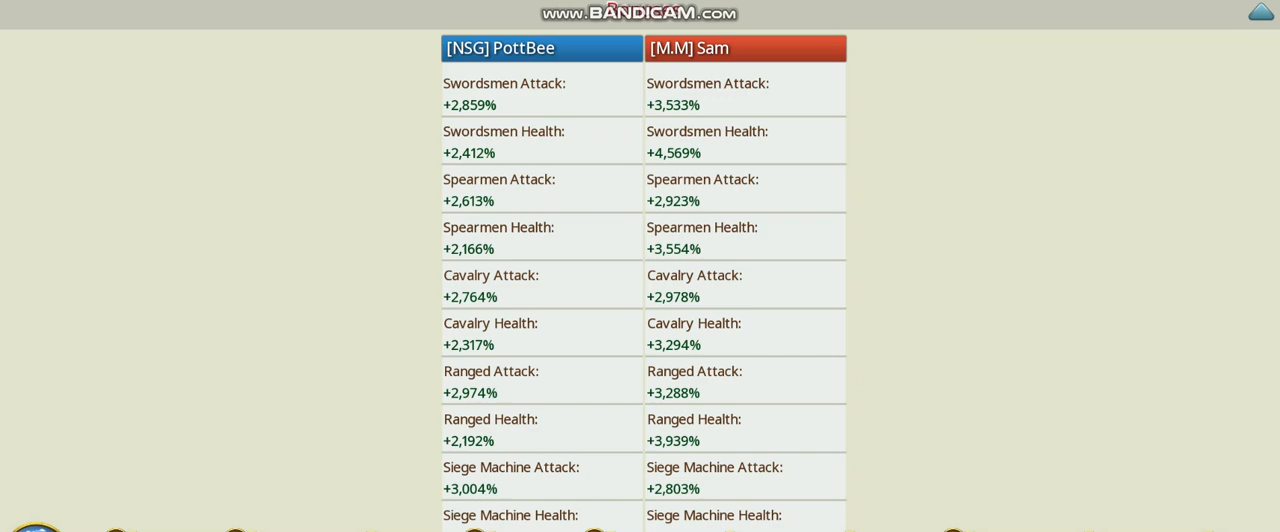 www.BANDICAM.com
[NSG] PottBee
[M.M] Sam
Swordsmen Attack:
+2,859%
Swordsmen Attack:
+3,533%
Swordsmen Health:
+2,412%
Swordsmen Health:
+4,569%
Spearmen Attack:
+2,613%
Spearmen Attack:
+2,923%
Spearmen Health:
+2,166%
Spearmen Health:
+3,554%
Cavalry Attack:
+2,764%
Cavalry Attack:
+2,978%
Cavalry Health:
+2,317%
Cavalry Health:
+3,294%
Ranged Attack:
+2,974%
Ranged Attack:
+3,288%
Ranged Health:
+2,192%
Ranged Health:
+3,939%
Siege Machine Attack:
+3,004%
Siege Machine Attack:
+2,803%
Siege Machine Health:
Siege Machine Health: